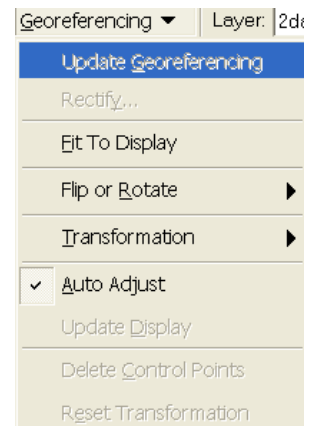 Georeferencing Layer: 2da
Update Georeferencing
Rectify...
Fit To Display
Flip or Rotate
Transformation
Auto Adjust
Update Display
Delete Control Points
Reset Transformation